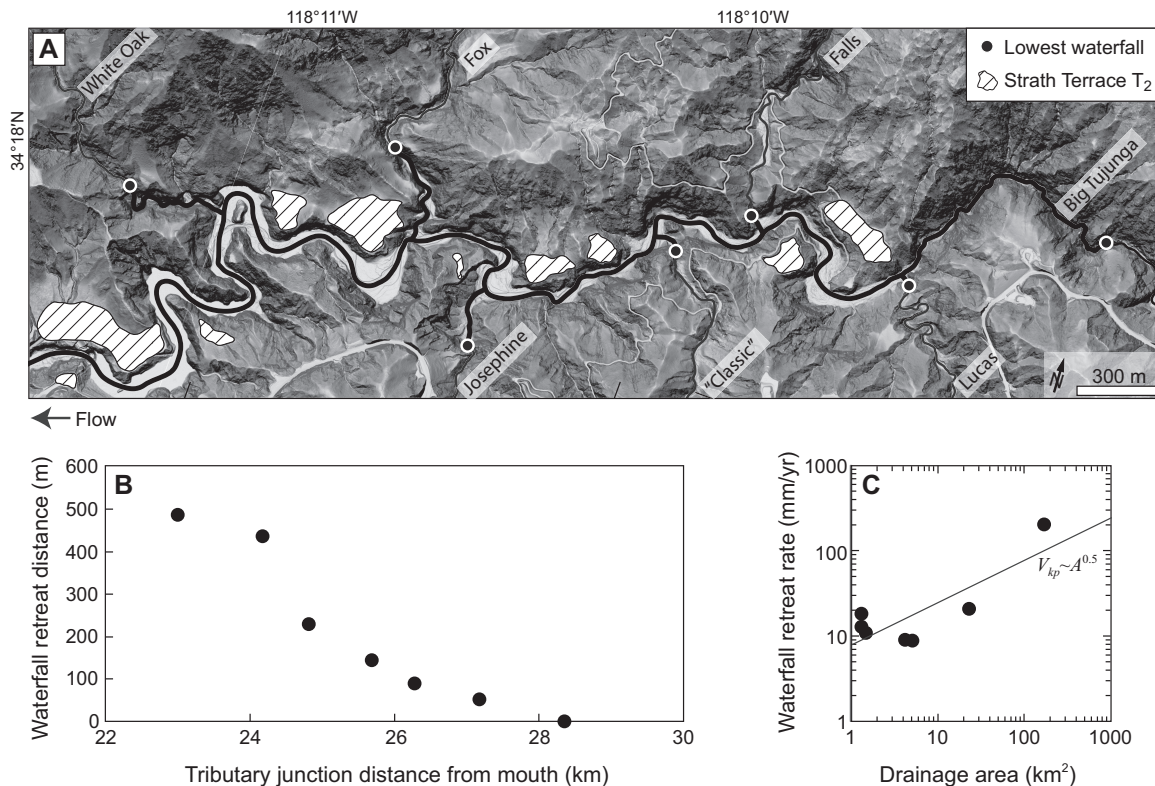 118°11'W
118°10'W
A
White Oak
Fox
Falls
Lowest waterfall
Strath Terrace T2
34°18'N
Big Tujunga
Josephine
"Classic"
Lucas
N
300 m
Flow
B
Waterfall retreat distance (m)
600
500
400
300
200
100
0
22
24
26
28
30
Tributary junction distance from mouth (km)
C
Waterfall retreat rate (mm/yr)
1000
100
10
1
Vkp~A^0.5
1
10
100
1000
Drainage area (km²)